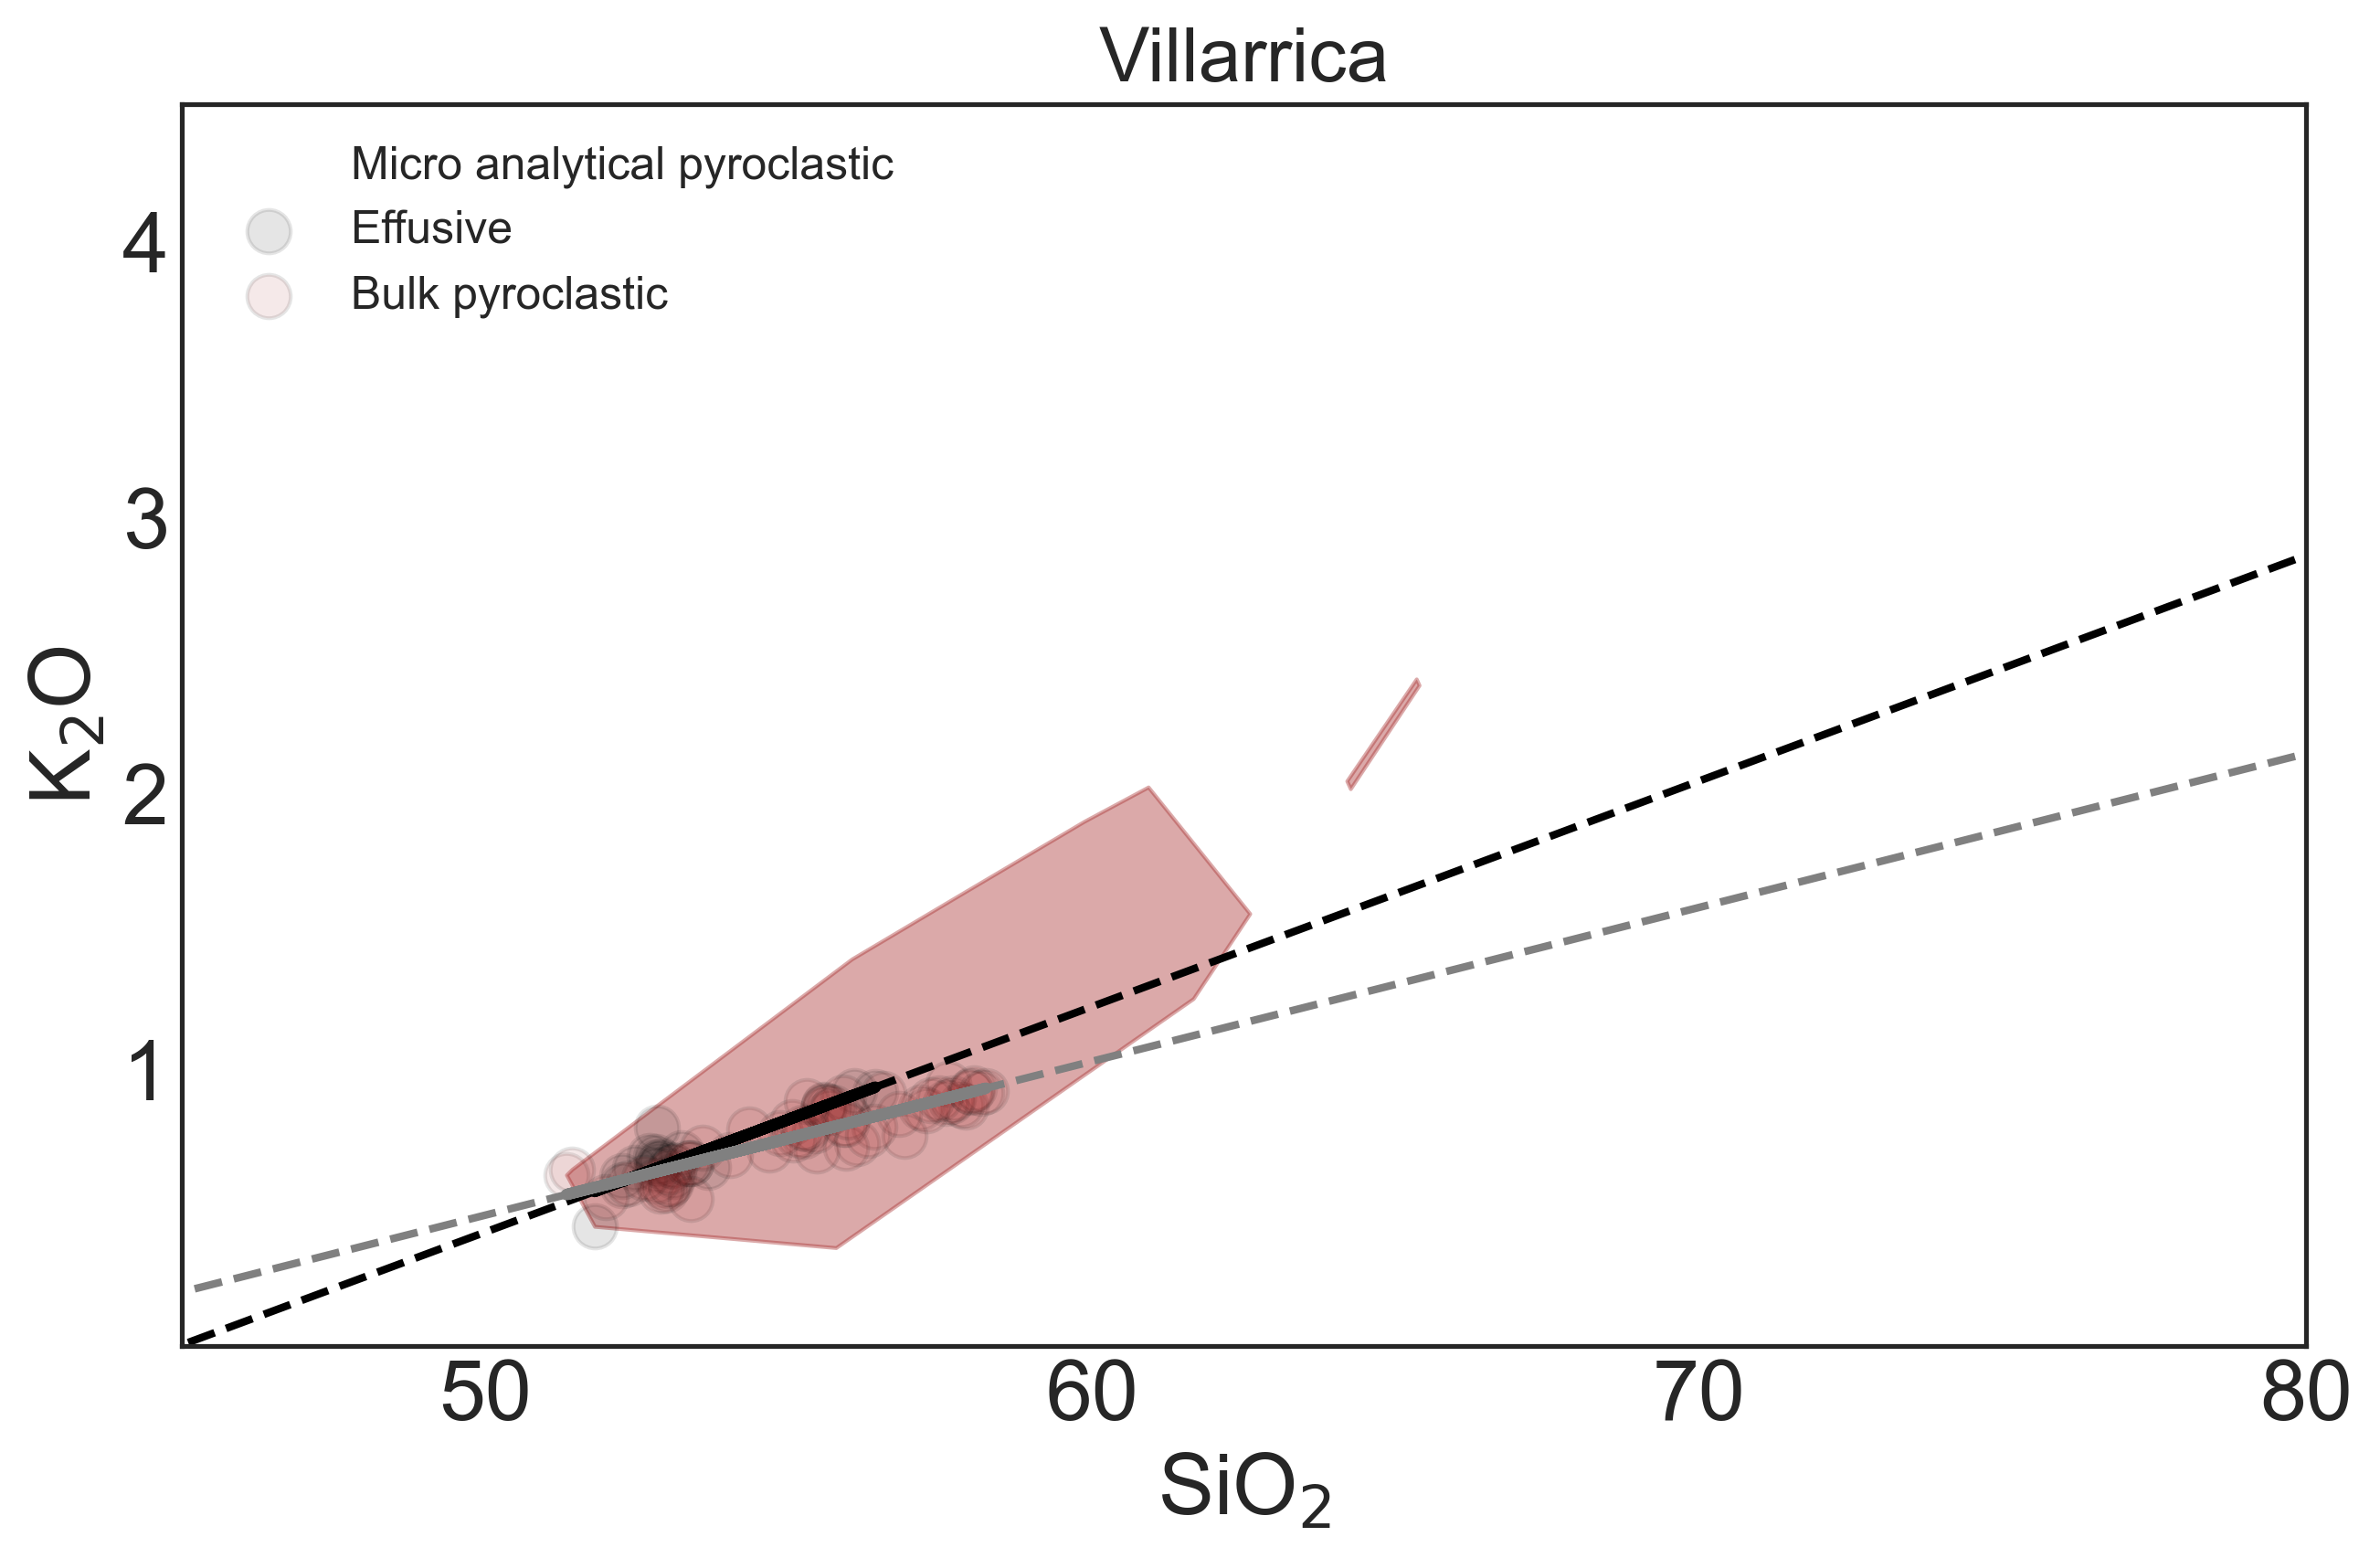 Villarrica
Micro analytical pyroclastic
Effusive
Bulk pyroclastic
4
3
2
1
K₂O
50 60 70 80
SiO₂